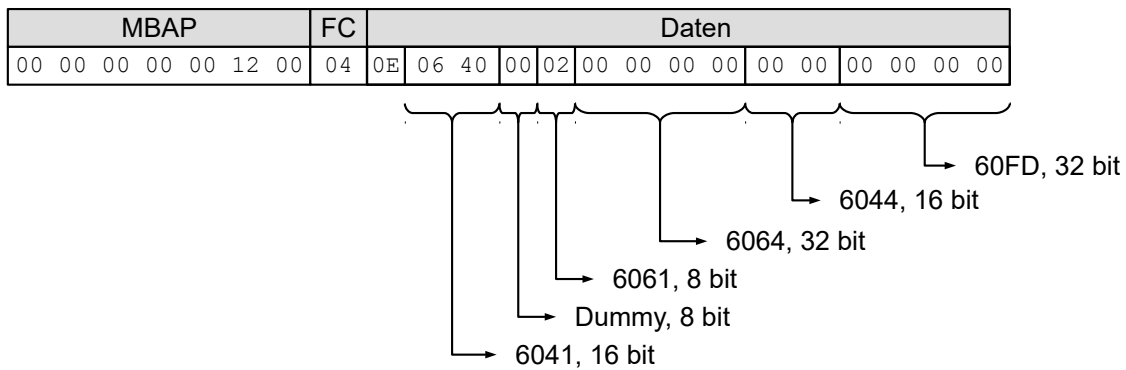 MBAP FC Daten
00 00 00 00 00 12 00 04 0E 06 40 00 02 00 00 00 00 00 00 00 00 00 00
60FD, 32 bit
6044, 16 bit
6064, 32 bit
6061, 8 bit
Dummy, 8 bit
6041, 16 bit